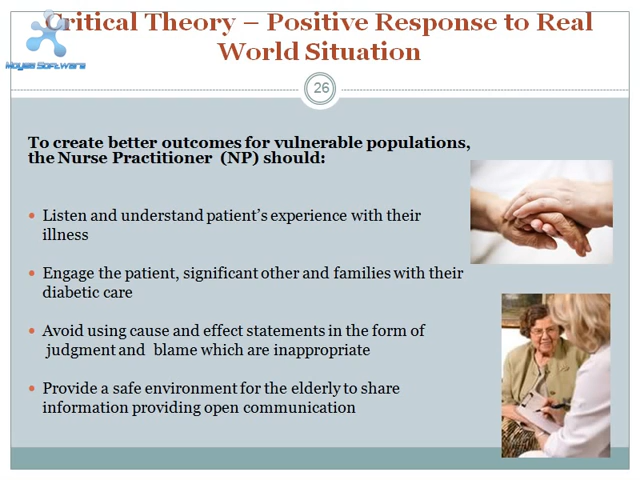 Critical Theory – Positive Response to Real
World Situation
Moyea Software
26
To create better outcomes for vulnerable populations,
the Nurse Practitioner (NP) should:
• Listen and understand patient's experience with their
illness
• Engage the patient, significant other and families with their
diabetic care
• Avoid using cause and effect statements in the form of
judgment and blame which are inappropriate
• Provide a safe environment for the elderly to share
information providing open communication